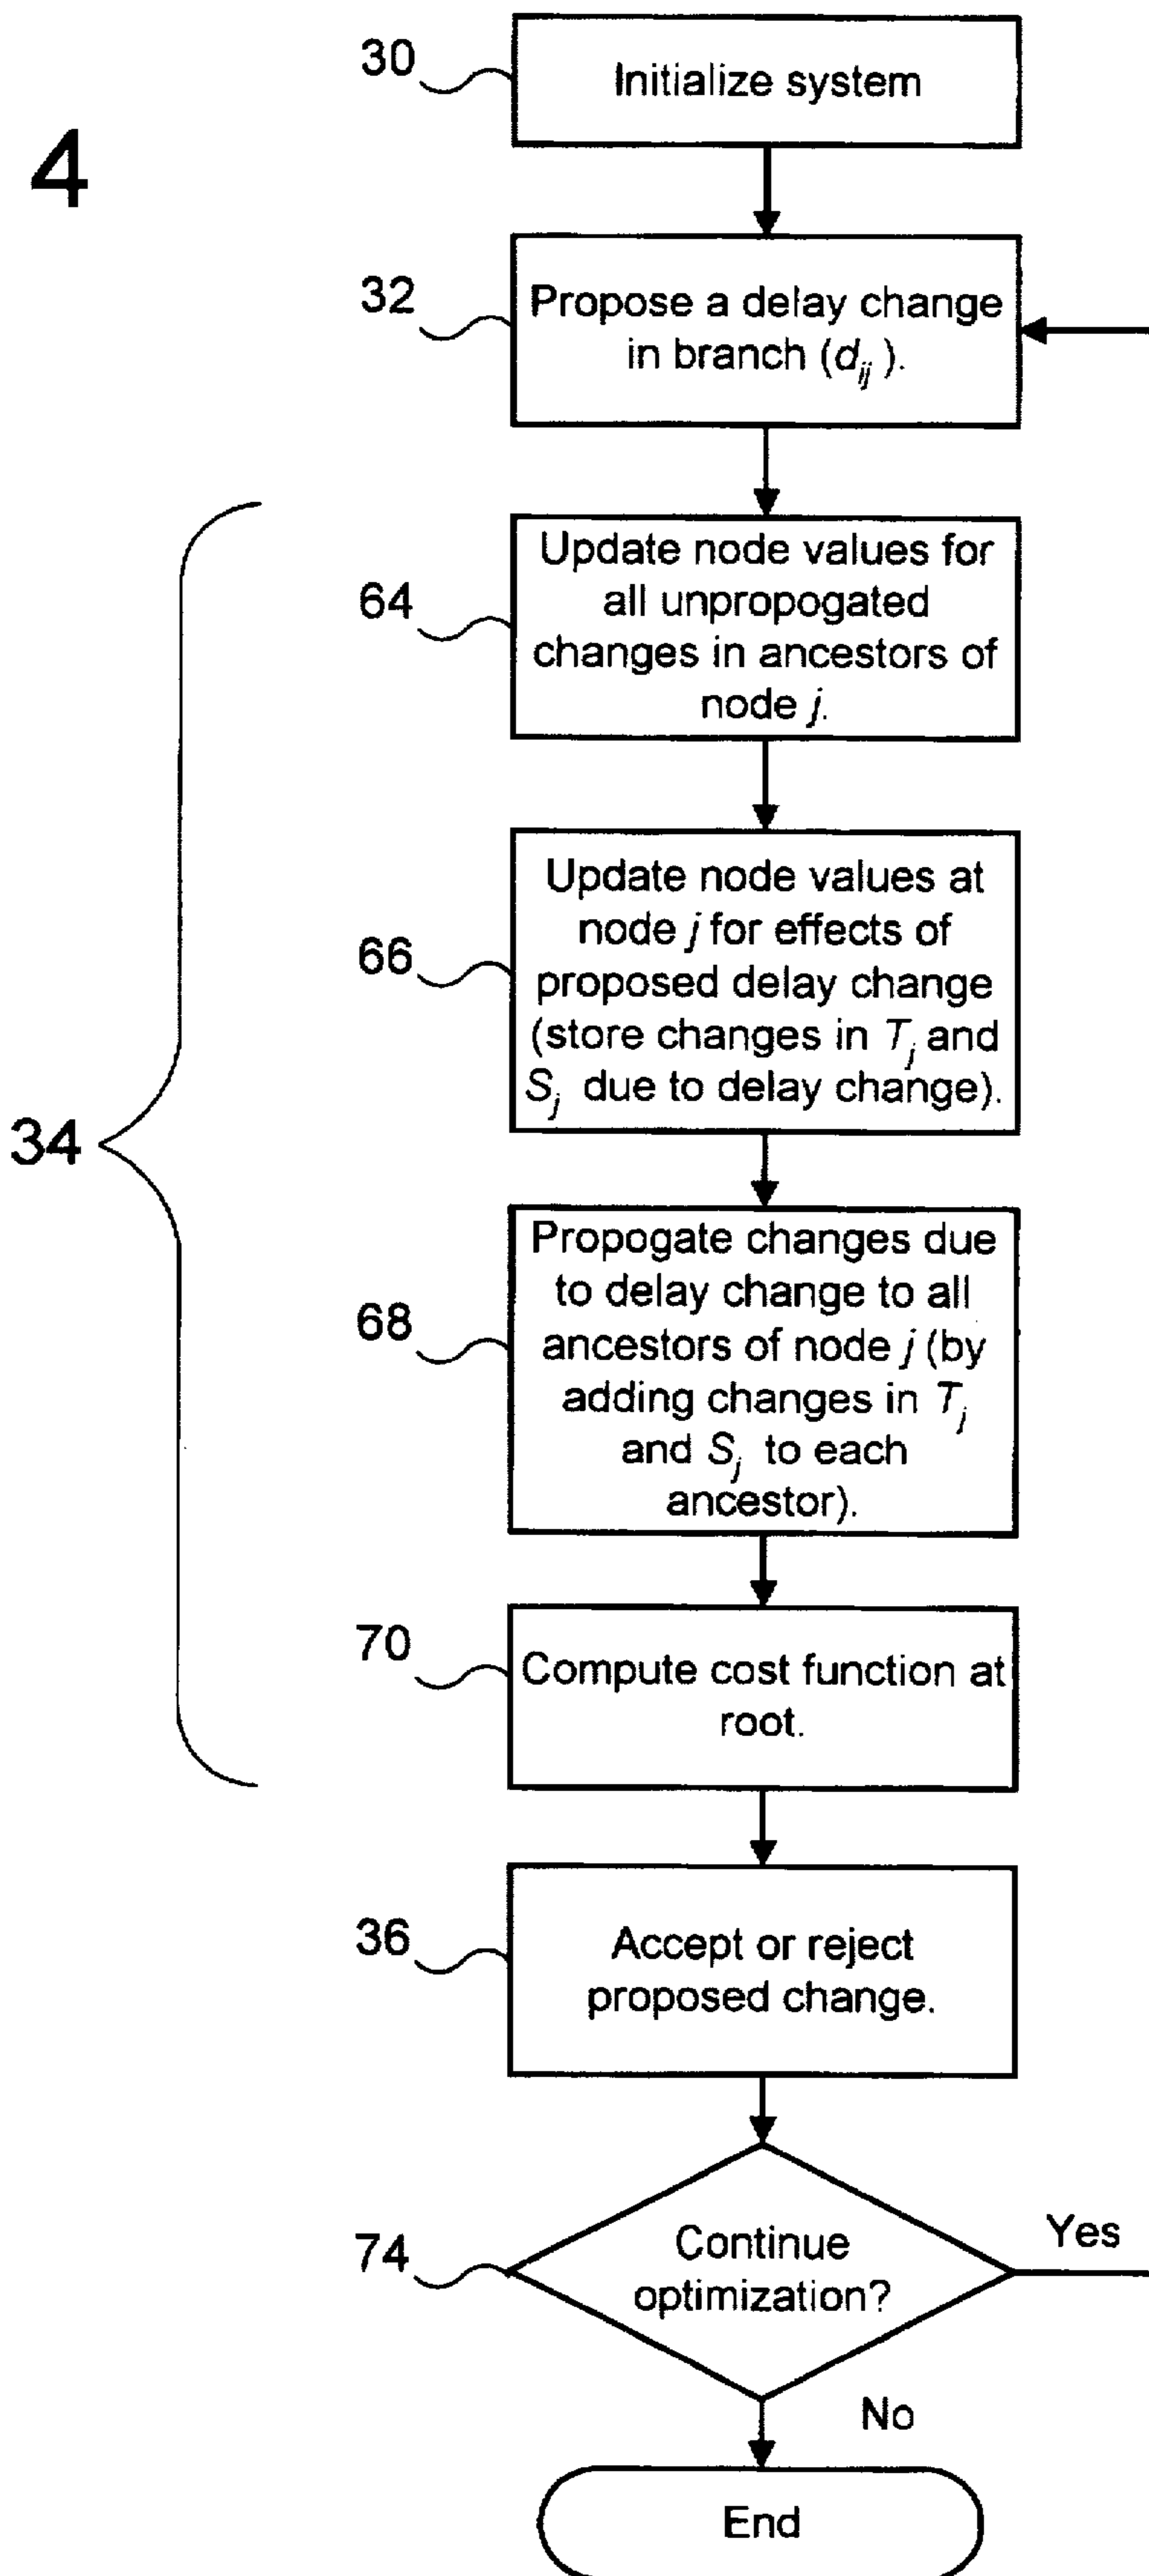 30
Initialize system
4
32
Propose a delay change
in branch (d_ij ).
64
Update node values for
all unpropogated
changes in ancestors of
node j.
66
Update node values at
node j for effects of
proposed delay change
(store changes in T_j and
S_j due to delay change).
34
68
Propogate changes due
to delay change to all
ancestors of node j (by
adding changes in T_j
and S_j to each
ancestor).
70
Compute cost function at
root.
36
Accept or reject
proposed change.
74
Continue
optimization?
Yes
No
End